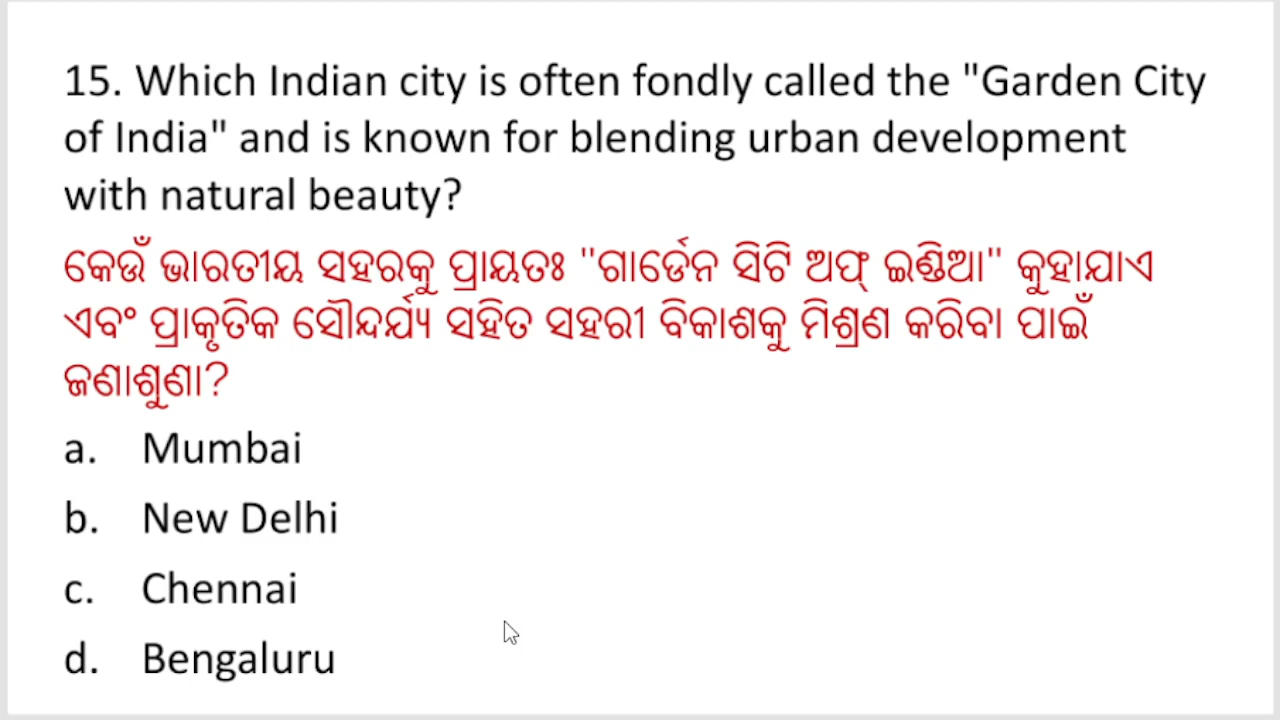 15. Which Indian city is often fondly called the "Garden City
of India" and is known for blending urban development
with natural beauty?
କେଉଁ ଭାରତୀୟ ସହରକୁ ପ୍ରାୟତଃ "ଗାର୍ଡେନ ସିଟି ଅଫ୍ ଇଣ୍ଡିଆ" କୁହାଯାଏ
ଏବଂ ପ୍ରାକୃତିକ ସୌନ୍ଦର୍ଯ୍ୟ ସହିତ ସହରୀ ବିକାଶକୁ ମିଶ୍ରଣ କରିବା ପାଇଁ
ଜଣାଶୁଣା?
a. Mumbai
b. New Delhi
c. Chennai
d. Bengaluru